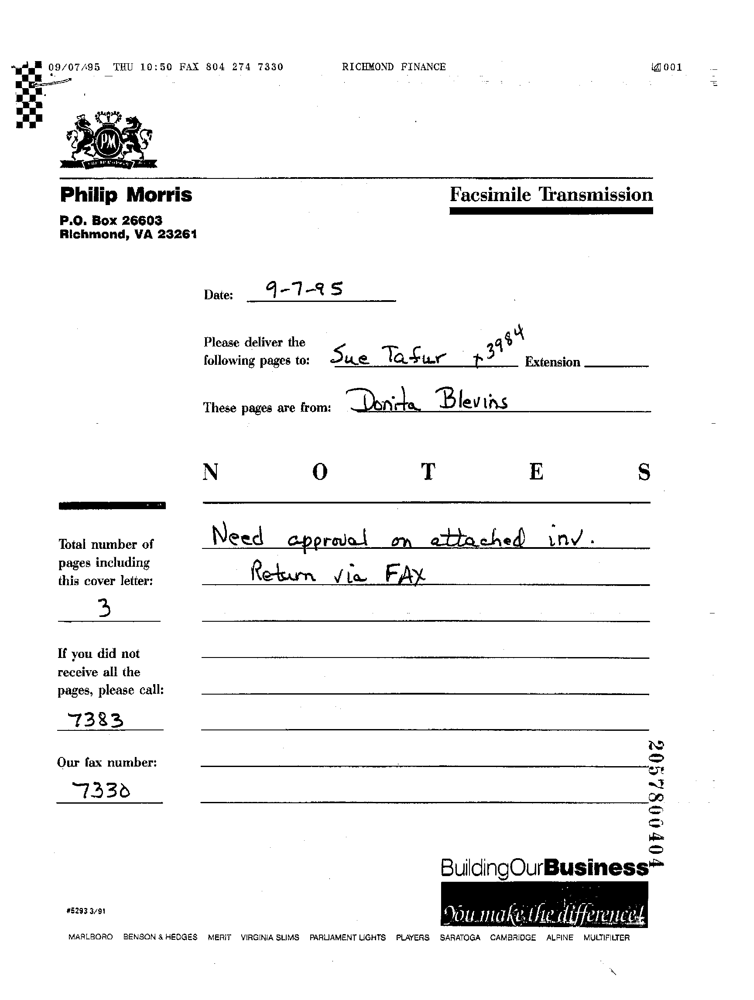 09/07/95 THU 10:50 FAX 804 274 7330 RICHMOND FINANCE 001
PM
Philip Morris
Facsimile Transmission
P.O. Box 26603
Richmond, VA 23261
Date: 9-7-95
Please deliver the
following pages to: Sue Tafur +3984 Extension
These pages are from: Donita Blevins
N O T E S
Total number of
pages including
this cover letter:
3
Need approval on attached inv.
Return via FAX
If you did not
receive all the
pages, please call:
7383
Our fax number:
7330
2057800404
BuildingOurBusiness
You make the difference!
#5293 3/91
MARLBORO BENSON & HEDGES MERIT VIRGINIA SLIMS PARLIAMENT LIGHTS PLAYERS SARATOGA CAMBRIDGE ALPINE MULTIFILTER